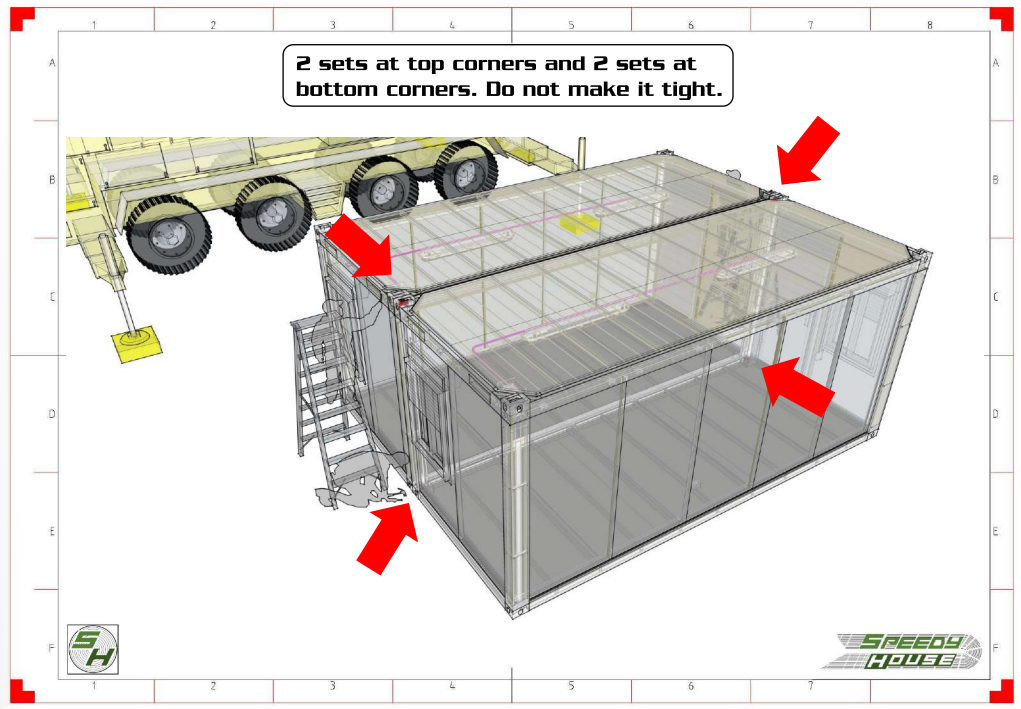 1 2 3 4 5 6 7 8
2 sets at top corners and 2 sets at
bottom corners. Do not make it tight.
A A
B B
C C
D D
E E
F F
SH
SPEEDY
HOUSE
1 2 3 4 5 6 7